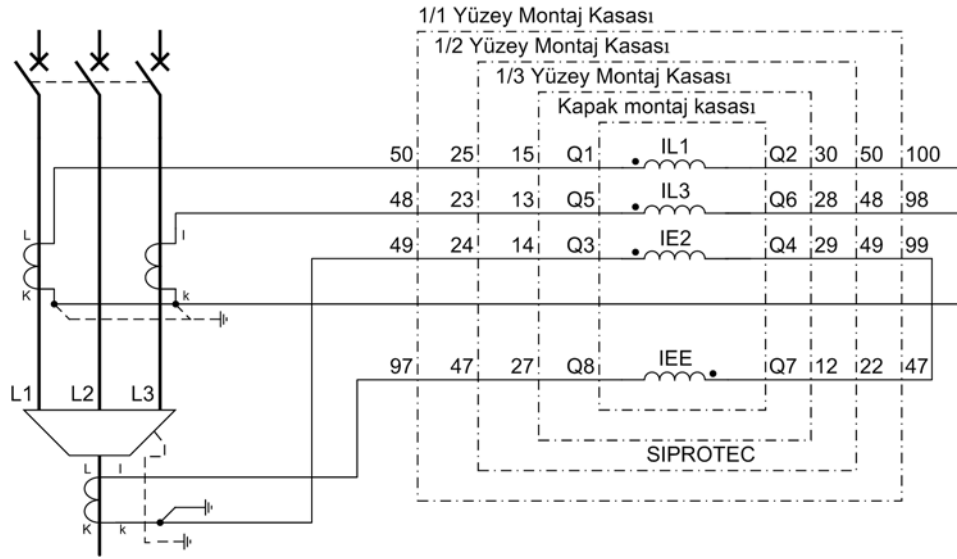 1/1 Yüzey Montaj Kasası
1/2 Yüzey Montaj Kasası
1/3 Yüzey Montaj Kasası
Kapak montaj kasası
50 25 15 Q1 IL1 Q2 30 50 100
48 23 13 Q5 IL3 Q6 28 48 98
L l
49 24 14 Q3 IE2 Q4 29 49 99
K k
97 47 27 Q8 IEE Q7 12 22 47
L1 L2 L3
SIPROTEC
L l
K k